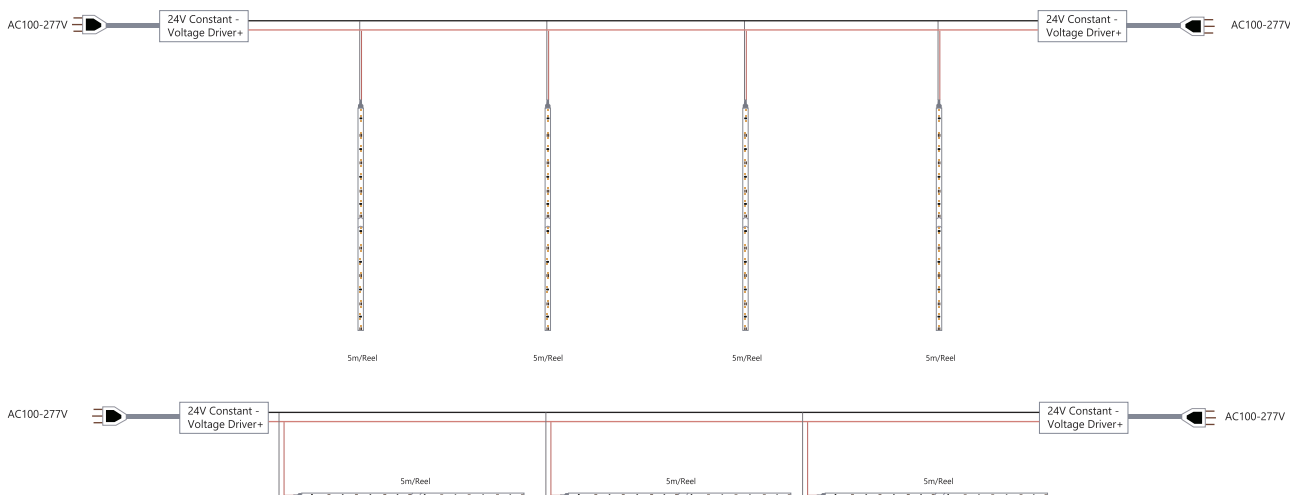 AC100-277V
24V Constant -
Voltage Driver+
24V Constant -
Voltage Driver+
AC100-277V
5m/Reel
5m/Reel
5m/Reel
5m/Reel
AC100-277V
24V Constant -
Voltage Driver+
24V Constant -
Voltage Driver+
AC100-277V
5m/Reel
5m/Reel
5m/Reel